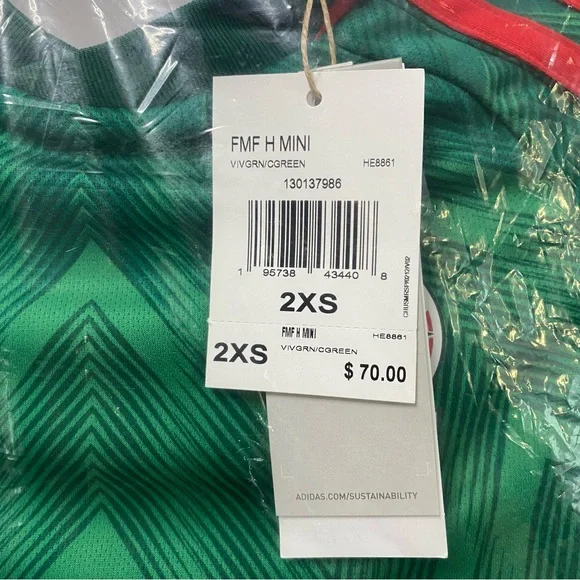 FMF H MINI
VIVGRN/CGREEN HE8861
130137986
1 95738 43440 8
2XS
FMF H MINI HE8861
2XS VIVGRN/CGREEN
$ 70.00
ADIDAS.COM/SUSTAINABILITY